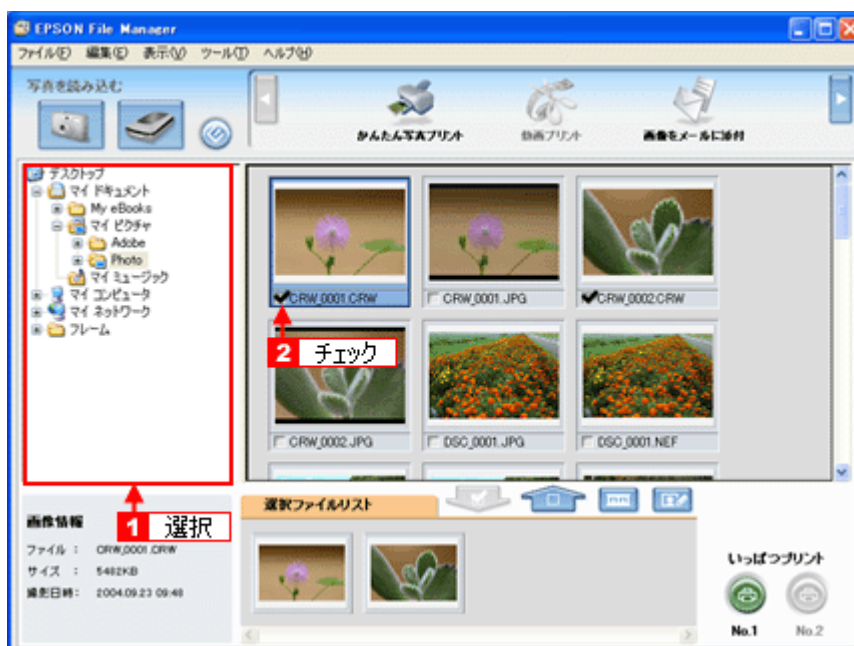 EPSON File Manager
ファイル(F) 編集(E) 表示(V) ツール(T) ヘルプ(H)
写真を読み込む
かんたん写真プリント
動画プリント
画像をメールに添付
デスクトップ
マイ ドキュメント
My eBooks
マイ ピクチャ
Adobe
Photo
マイ ミュージック
マイ コンピュータ
マイ ネットワーク
フレーム
CRW_0001.CRW
CRW_0001.JPG
CRW_0002.CRW
2 チェック
CRW_0002.JPG
DSC_0001.JPG
DSC_0001.NEF
1 選択
選択ファイルリスト
画像情報
ファイル : CRW_0001.CRW
サイズ : 5482KB
撮影日時: 2004.09.23 09:48
いっぱつプリント
No.1
No.2